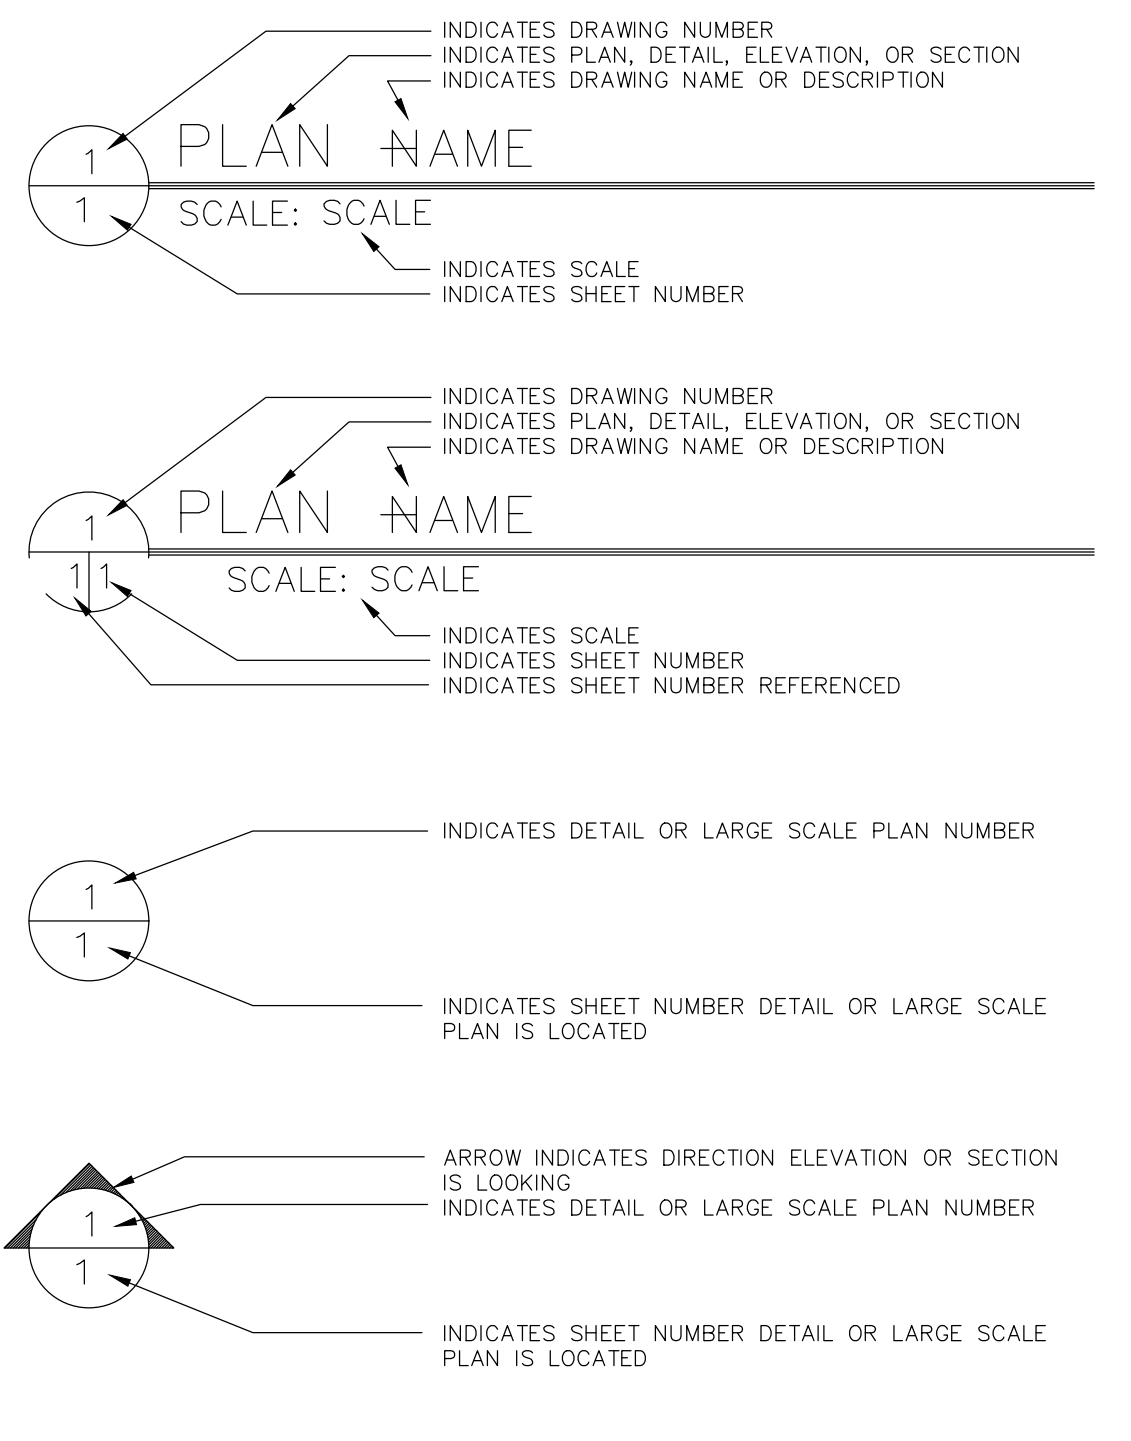 INDICATES DRAWING NUMBER
INDICATES PLAN, DETAIL, ELEVATION, OR SECTION
INDICATES DRAWING NAME OR DESCRIPTION
1
PLAN NAME
1
SCALE: SCALE
INDICATES SCALE
INDICATES SHEET NUMBER
INDICATES DRAWING NUMBER
INDICATES PLAN, DETAIL, ELEVATION, OR SECTION
INDICATES DRAWING NAME OR DESCRIPTION
1
PLAN NAME
1 1
SCALE: SCALE
INDICATES SCALE
INDICATES SHEET NUMBER
INDICATES SHEET NUMBER REFERENCED
INDICATES DETAIL OR LARGE SCALE PLAN NUMBER
1
1
INDICATES SHEET NUMBER DETAIL OR LARGE SCALE
PLAN IS LOCATED
ARROW INDICATES DIRECTION ELEVATION OR SECTION
IS LOOKING
INDICATES DETAIL OR LARGE SCALE PLAN NUMBER
1
1
INDICATES SHEET NUMBER DETAIL OR LARGE SCALE
PLAN IS LOCATED